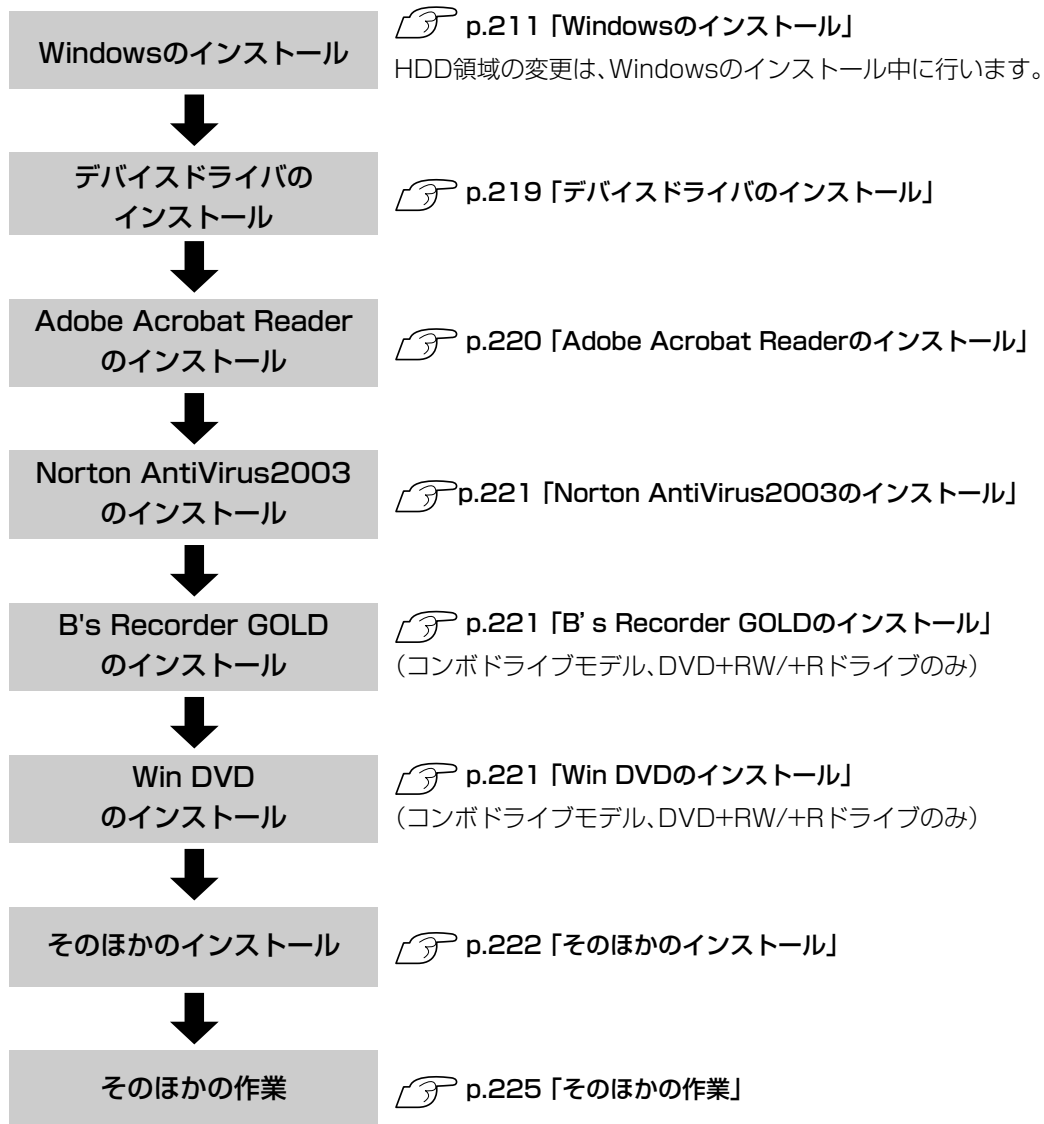 Windowsのインストール
p.211「Windowsのインストール」
HDD領域の変更は、Windowsのインストール中に行います。
デバイスドライバの
インストール
p.219「デバイスドライバのインストール」
Adobe Acrobat Reader
のインストール
p.220「Adobe Acrobat Readerのインストール」
Norton AntiVirus2003
のインストール
p.221「Norton AntiVirus2003のインストール」
B's Recorder GOLD
のインストール
p.221「B’s Recorder GOLDのインストール」
（コンボドライブモデル、DVD+RW/+Rドライブのみ）
Win DVD
のインストール
p.221「Win DVDのインストール」
（コンボドライブモデル、DVD+RW/+Rドライブのみ）
そのほかのインストール
p.222「そのほかのインストール」
そのほかの作業
p.225「そのほかの作業」